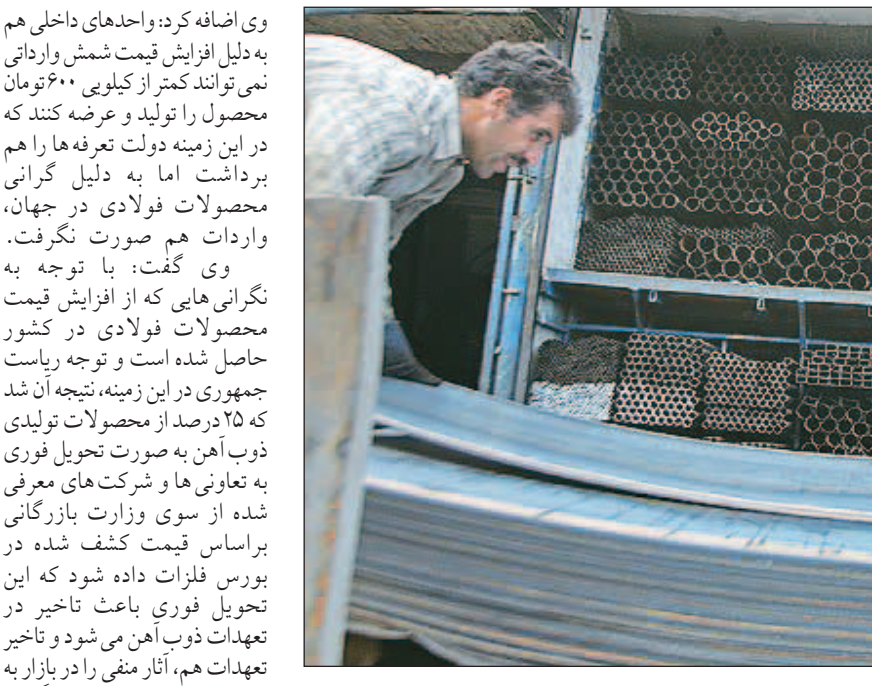 وی اضافه کرد: واحدهای داخلی هم
به دلیل افزایش قیمت شمش وارداتی
نمی توانند کمتر از کیلویی ۶۰۰ تومان
محصول را تولید و عرضه کنند که
در این زمینه دولت تعرفه ها را هم
برداشت اما به دلیل گرانی
محصولات فولادی در جهان،
واردات هم صورت نگرفت.
وی گفت: با توجه به
نگرانی هایی که از افزایش قیمت
محصولات فولادی در کشور
حاصل شده است و توجه ریاست
جمهوری در این زمینه، نتیجه آن شد
که ۲۵ درصد از محصولات تولیدی
ذوب آهن به صورت تحویل فوری
به تعاونی ها و شرکت های معرفی
شده از سوی وزارت بازرگانی
براساس قیمت کشف شده در
بورس فلزات داده شود که این
تحویل فوری باعث تاخیر در
تعهدات ذوب آهن می شود و تاخیر
تعهدات هم، آثار منفی را در بازار به